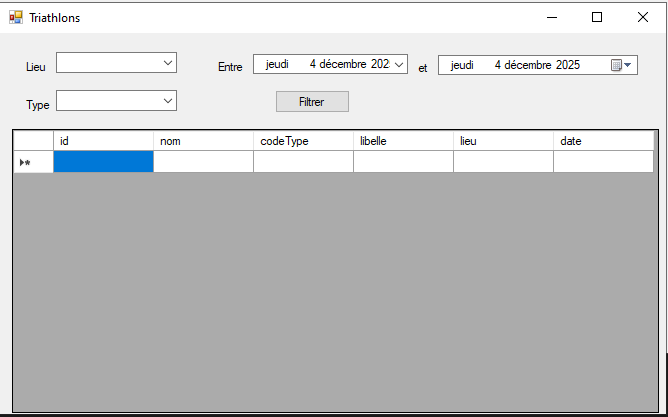 Triathlons
Lieu Entre jeudi 4 décembre 202 et jeudi 4 décembre 2025
Type Filtrer
id nom codeType libelle lieu date